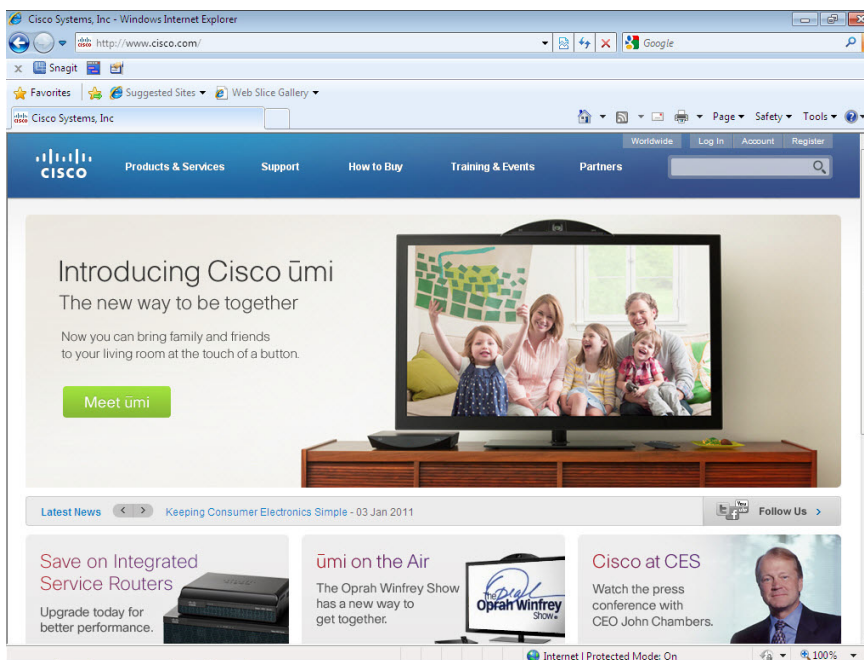 Cisco Systems, Inc - Windows Internet Explorer
http://www.cisco.com/
Google
x Snagit
Favorites Suggested Sites Web Slice Gallery
Cisco Systems, Inc
Page Safety Tools
Worldwide Log In Account Register
CISCO
Products & Services Support How to Buy Training & Events Partners
Introducing Cisco ūmi
The new way to be together
Now you can bring family and friends
to your living room at the touch of a button.
Meet ūmi
Latest News Keeping Consumer Electronics Simple - 03 Jan 2011
Follow Us
Save on Integrated
Service Routers
Upgrade today for
better performance.
ūmi on the Air
The Oprah Winfrey Show
has a new way to
get together.
The Oprah
Oprah Winfrey
Show.
Cisco at CES
Watch the press
conference with
CEO John Chambers.
Internet | Protected Mode: On 100%